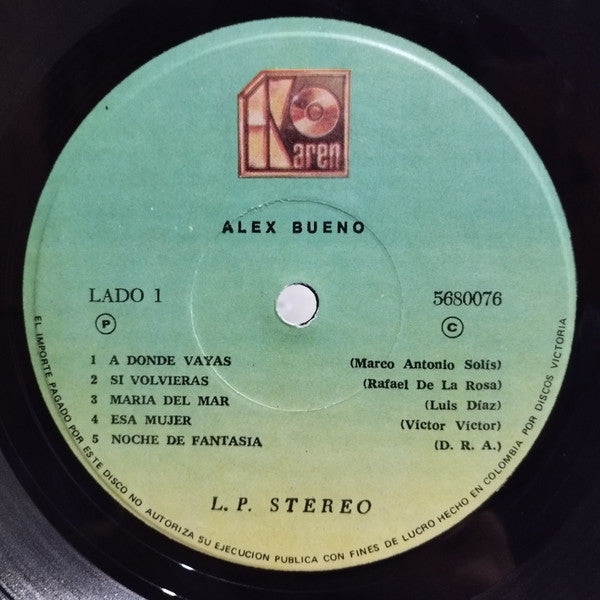 Karen
ALEX BUENO
LADO 1 5680076
P C
1 A DONDE VAYAS (Marco Antonio Solís)
2 SI VOLVIERAS (Rafael De La Rosa)
3 MARIA DEL MAR (Luis Díaz)
4 ESA MUJER (Víctor Víctor)
5 NOCHE DE FANTASIA (D. R. A.)
L. P. STEREO
EL IMPORTE PAGADO POR ESTE DISCO NO AUTORIZA SU EJECUCION PUBLICA CON FINES DE LUCRO HECHO EN COLOMBIA POR DISCOS VICTORIA